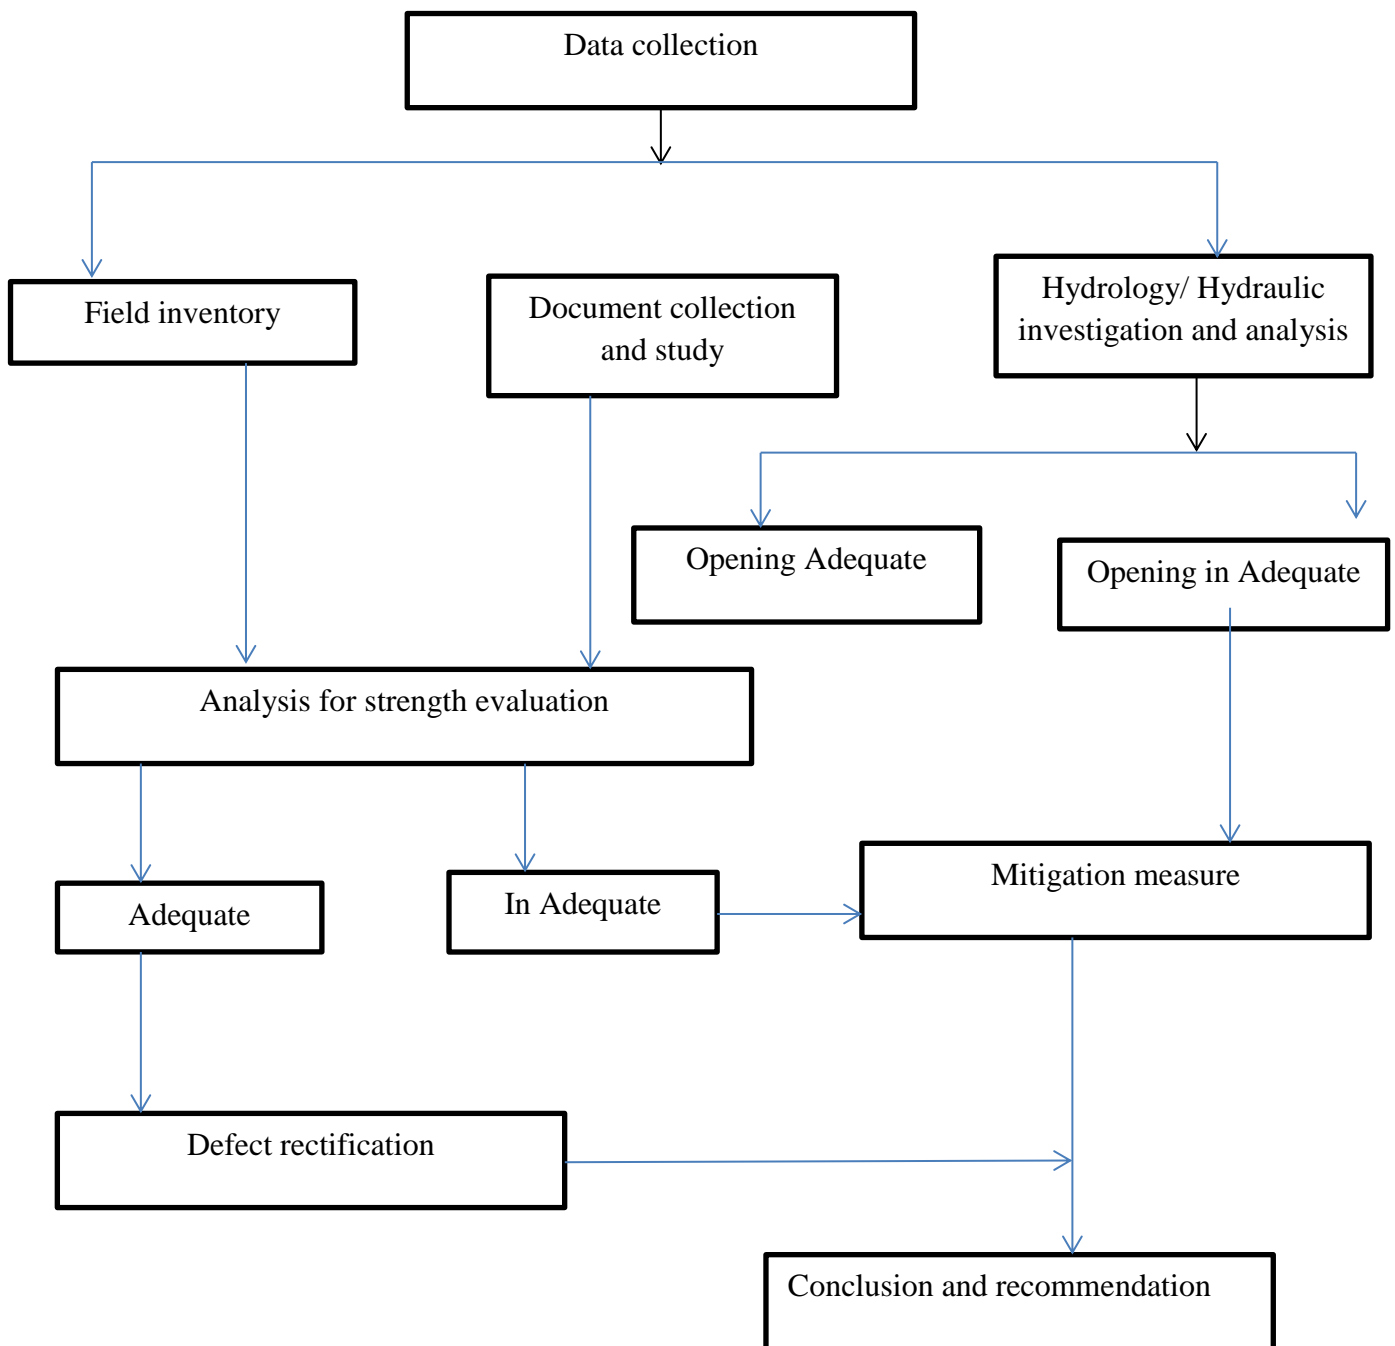 Data collection
Field inventory
Document collection
and study
Hydrology/ Hydraulic
investigation and analysis
Opening Adequate
Opening in Adequate
Analysis for strength evaluation
Adequate
In Adequate
Mitigation measure
Defect rectification
Conclusion and recommendation